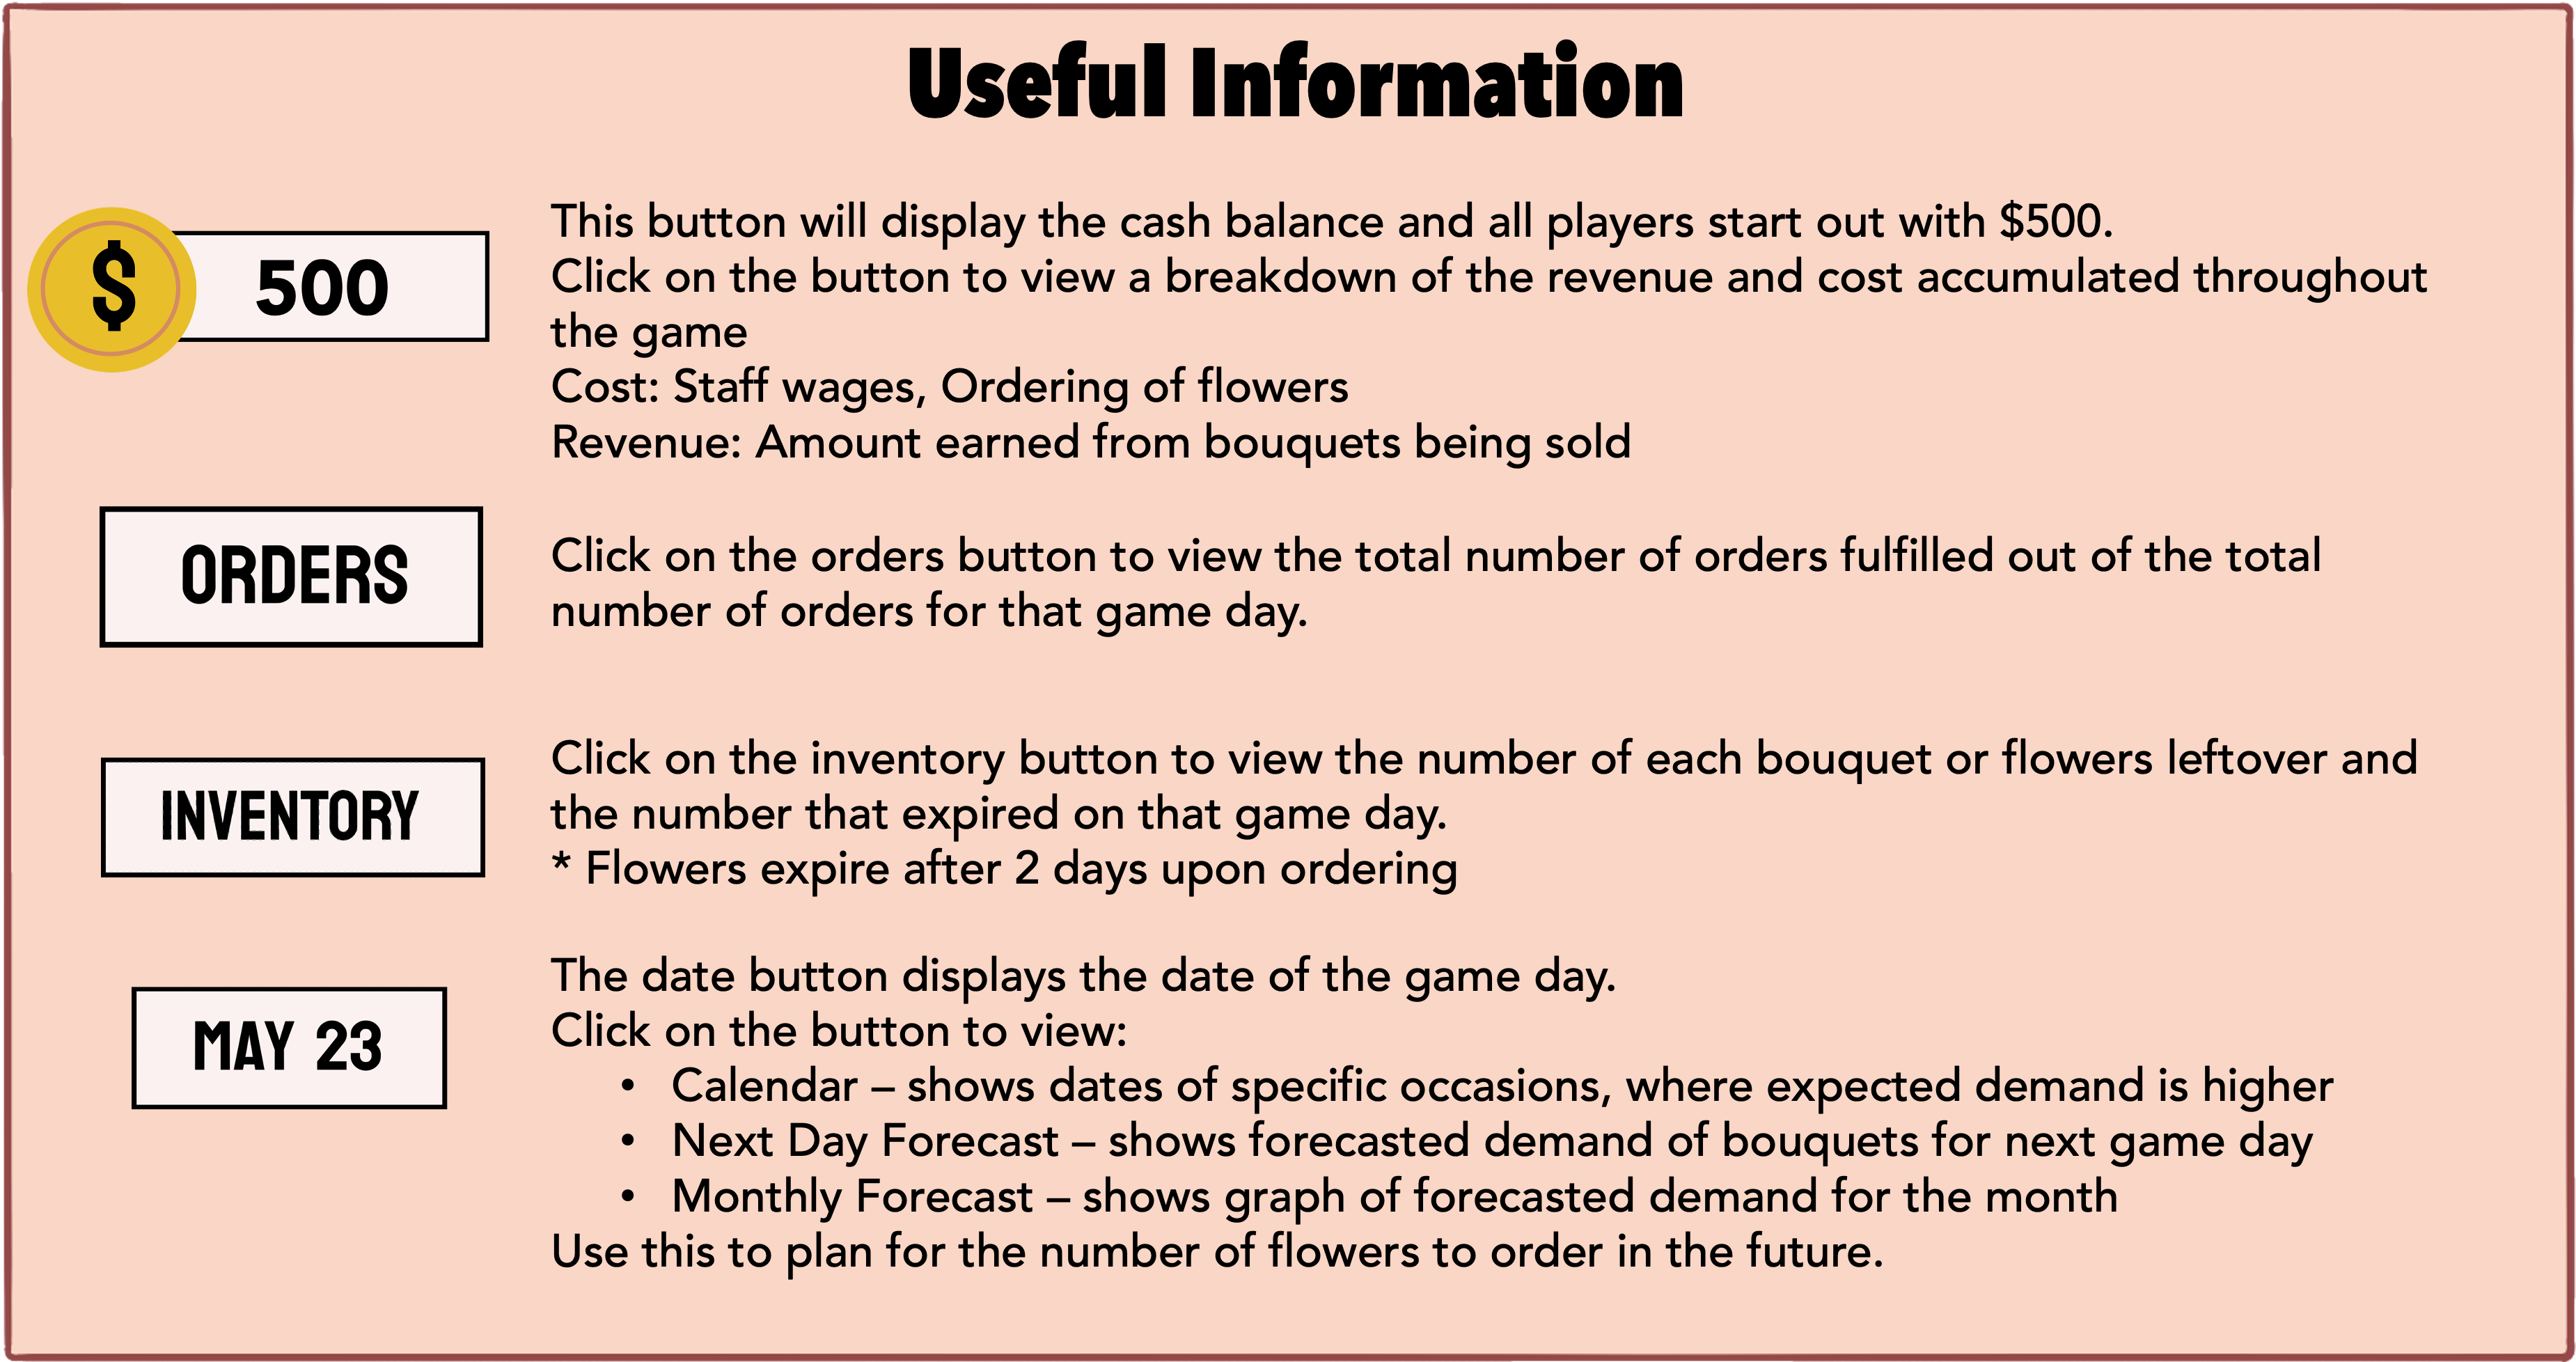 Useful Information
$ 500
This button will display the cash balance and all players start out with $500.
Click on the button to view a breakdown of the revenue and cost accumulated throughout
the game
Cost: Staff wages, Ordering of flowers
Revenue: Amount earned from bouquets being sold
ORDERS
Click on the orders button to view the total number of orders fulfilled out of the total
number of orders for that game day.
INVENTORY
Click on the inventory button to view the number of each bouquet or flowers leftover and
the number that expired on that game day.
* Flowers expire after 2 days upon ordering
MAY 23
The date button displays the date of the game day.
Click on the button to view:
• Calendar – shows dates of specific occasions, where expected demand is higher
• Next Day Forecast – shows forecasted demand of bouquets for next game day
• Monthly Forecast – shows graph of forecasted demand for the month
Use this to plan for the number of flowers to order in the future.